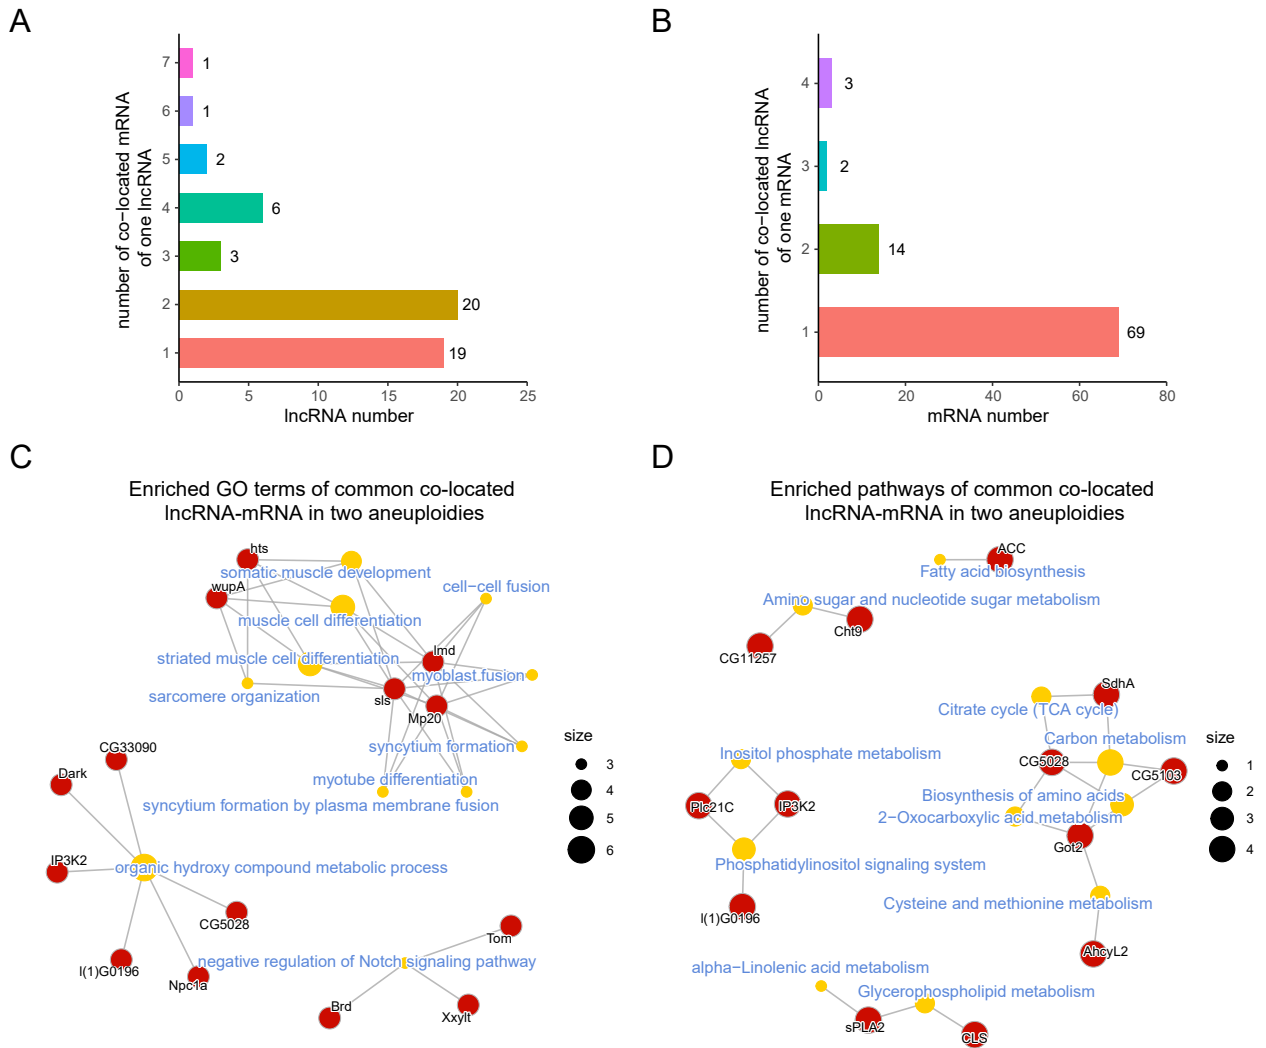 A
number of co−located mRNA
of one lncRNA
7
1
6
1
5
2
4
6
3
3
2
20
1
19
0
5
10
15
20
25
lncRNA number
B
number of co−located lncRNA
of one mRNA
4
3
3
2
2
14
1
69
0
20
40
60
80
mRNA number
C
Enriched GO terms of common co-located
lncRNA-mRNA in two aneuploidies
hts
somatic muscle development
wupA
cell−cell fusion
muscle cell differentiation
lmd
striated muscle cell differentiation
myoblast fusion
sarcomere organization
sls
Mp20
syncytium formation
CG33090
Dark
myotube differentiation
syncytium formation by plasma membrane fusion
IP3K2
organic hydroxy compound metabolic process
CG5028
Tom
l(1)G0196
negative regulation of Notch signaling pathway
Npc1a
Brd
Xxylt
size
3
4
5
6
D
Enriched pathways of common co-located
lncRNA-mRNA in two aneuploidies
ACC
Fatty acid biosynthesis
Amino sugar and nucleotide sugar metabolism
Cht9
CG11257
SdhA
Citrate cycle (TCA cycle)
Carbon metabolism
Inositol phosphate metabolism
CG5028
CG5103
Biosynthesis of amino acids
Plc21C
IP3K2
2−Oxocarboxylic acid metabolism
Got2
Phosphatidylinositol signaling system
Cysteine and methionine metabolism
l(1)G0196
AhcyL2
alpha−Linolenic acid metabolism
Glycerophospholipid metabolism
sPLA2
CLS
size
1
2
3
4